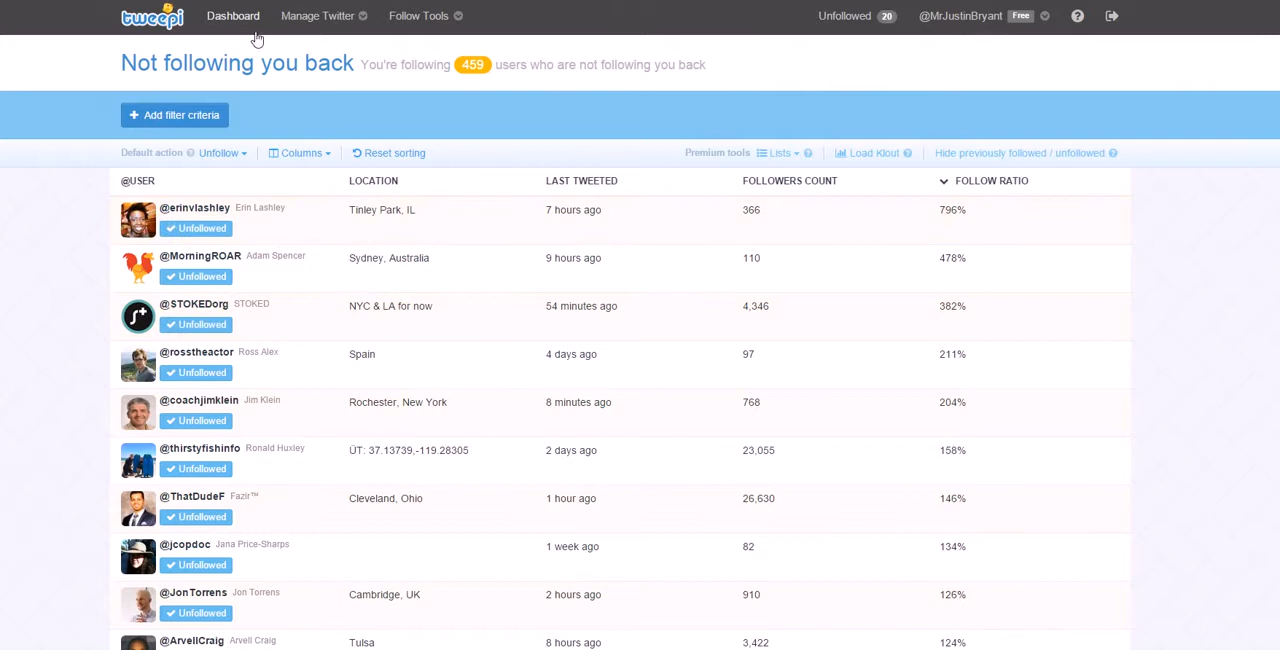 tweepi Dashboard Manage Twitter Follow Tools Unfollowed 20 @MrJustinBryant Free ?
Not following you back You're following 459 users who are not following you back
+ Add filter criteria
Default action ? Unfollow Columns Reset sorting Premium tools Lists ? Load Klout ? Hide previously followed / unfollowed ?
@USER LOCATION LAST TWEETED FOLLOWERS COUNT FOLLOW RATIO
@erinvlashley Erin Lashley Tinley Park, IL 7 hours ago 366 796%
Unfollowed
@MorningROAR Adam Spencer Sydney, Australia 9 hours ago 110 478%
Unfollowed
@STOKEDorg STOKED NYC & LA for now 54 minutes ago 4,346 382%
Unfollowed
@rosstheactor Ross Alex Spain 4 days ago 97 211%
Unfollowed
@coachjimklein Jim Klein Rochester, New York 8 minutes ago 768 204%
Unfollowed
@thirstyfishinfo Ronald Huxley ÜT: 37.13739,-119.28305 2 days ago 23,055 158%
Unfollowed
@ThatDudeF Fazir™ Cleveland, Ohio 1 hour ago 26,630 146%
Unfollowed
@jcopdoc Jana Price-Sharps 1 week ago 82 134%
Unfollowed
@JonTorrens Jon Torrens Cambridge, UK 2 hours ago 910 126%
Unfollowed
@ArvellCraig Arvell Craig Tulsa 8 hours ago 3,422 124%